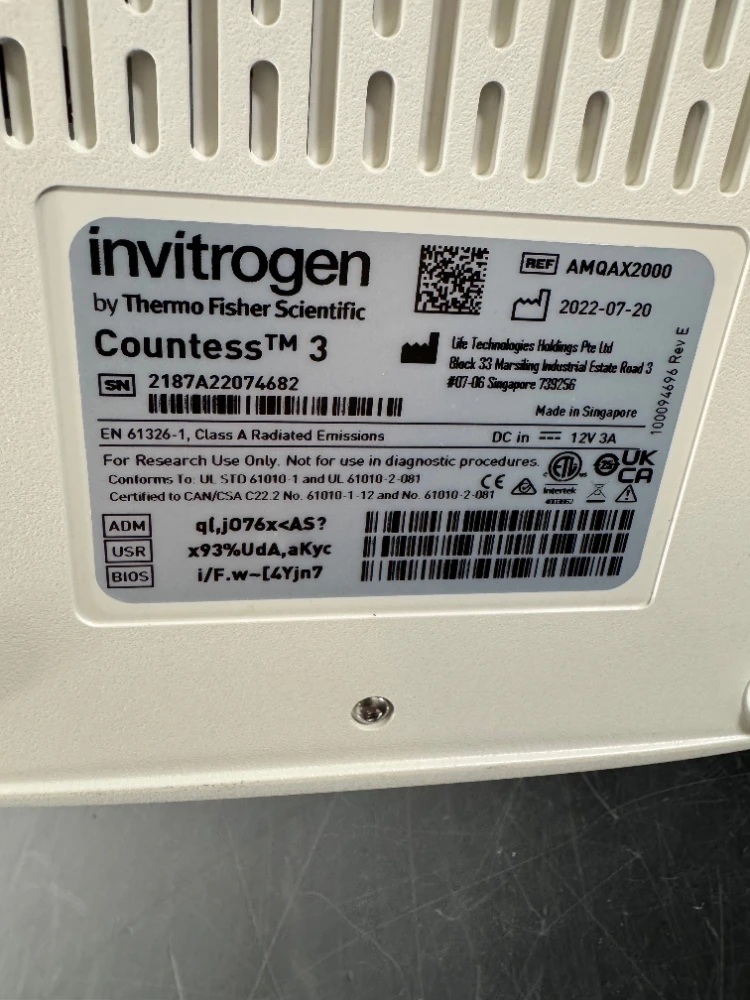 invitrogen
by Thermo Fisher Scientific
Countess™ 3
SN 2187A22074682
REF AMQAX2000
2022-07-20
Life Technologies Holdings Pte Ltd
Block 33 Marsiling Industrial Estate Road 3
#07-06 Singapore 739256
Made in Singapore
100094696 Rev E
EN 61326-1, Class A Radiated Emissions
DC in 12V 3A
For Research Use Only. Not for use in diagnostic procedures.
Conforms To: UL STD 61010-1 and UL 61010-2-081
Certified to CAN/CSA C22.2 No. 61010-1-12 and No. 61010-2-081
CE
ETL
Intertek
UK
CA
ADM ql,j076x<AS?
USR x93%UdA,aKyc
BIOS i/F.w~[4Yjn7